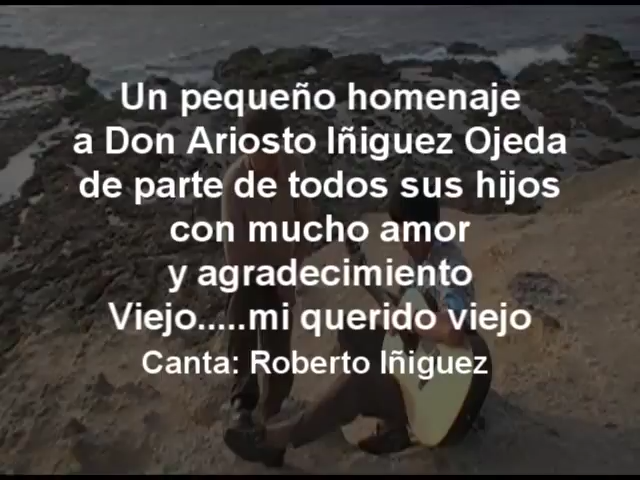 Un pequeño homenaje
a Don Ariosto Iñiguez Ojeda
de parte de todos sus hijos
con mucho amor
y agradecimiento
Viejo.....mi querido viejo
Canta: Roberto Iñiguez